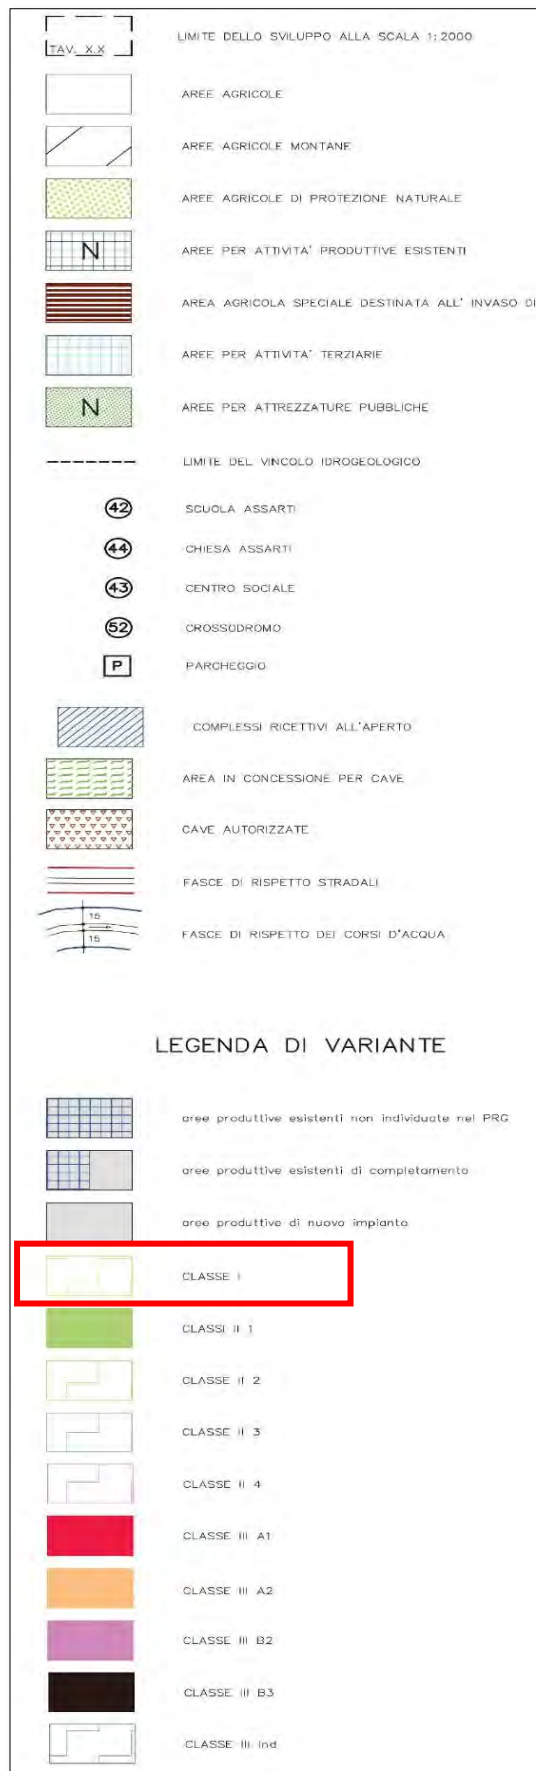 TAV. X.X LIMITE DELLO SVILUPPO ALLA SCALA 1:2000
AREE AGRICOLE
AREE AGRICOLE MONTANE
AREE AGRICOLE DI PROTEZIONE NATURALE
N AREE PER ATTIVITA' PRODUTTIVE ESISTENTI
AREA AGRICOLA SPECIALE DESTINATA ALL' INVASO DI
AREE PER ATTIVITA' TERZIARIE
N AREE PER ATTREZZATURE PUBBLICHE
LIMITE DEL VINCOLO IDROGEOLOGICO
42 SCUOLA ASSARTI
44 CHIESA ASSARTI
43 CENTRO SOCIALE
52 CROSSODROMO
P PARCHEGGIO
COMPLESSI RICETTIVI ALL'APERTO
AREA IN CONCESSIONE PER CAVE
CAVE AUTORIZZATE
FASCE DI RISPETTO STRADALI
15
15
FASCE DI RISPETTO DEI CORSI D'ACQUA
LEGENDA DI VARIANTE
aree produttive esistenti non individuate nel PRG
aree produttive esistenti di completamento
aree produttive di nuovo impianto
CLASSE I
CLASSI II 1
CLASSE II 2
CLASSE II 3
CLASSE II 4
CLASSE III A1
CLASSE III A2
CLASSE III B2
CLASSE III B3
CLASSE III Ind